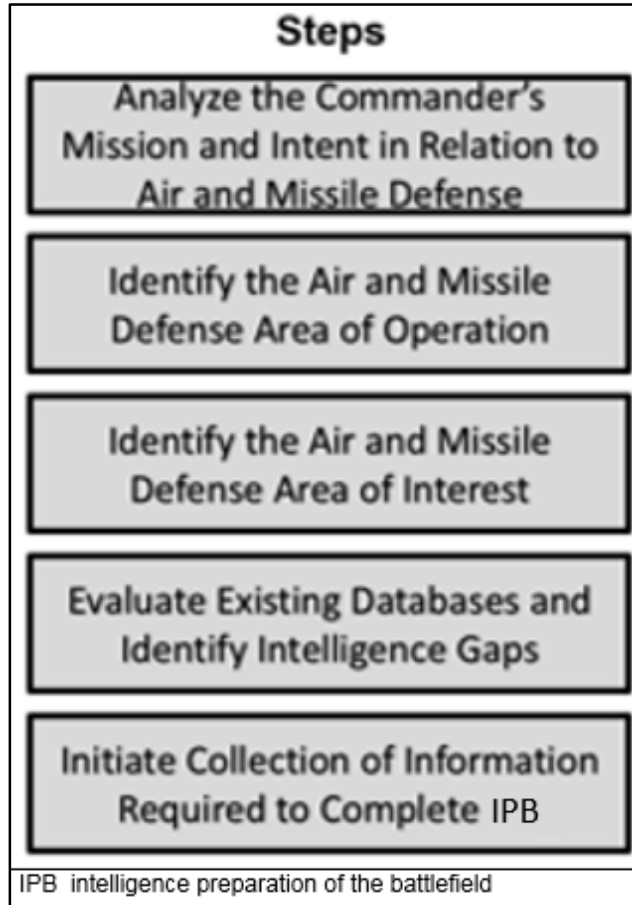 Steps
Analyze the Commander’s
Mission and Intent in Relation to
Air and Missile Defense
Identify the Air and Missile
Defense Area of Operation
Identify the Air and Missile
Defense Area of Interest
Evaluate Existing Databases and
Identify Intelligence Gaps
Initiate Collection of Information
Required to Complete IPB
IPB intelligence preparation of the battlefield